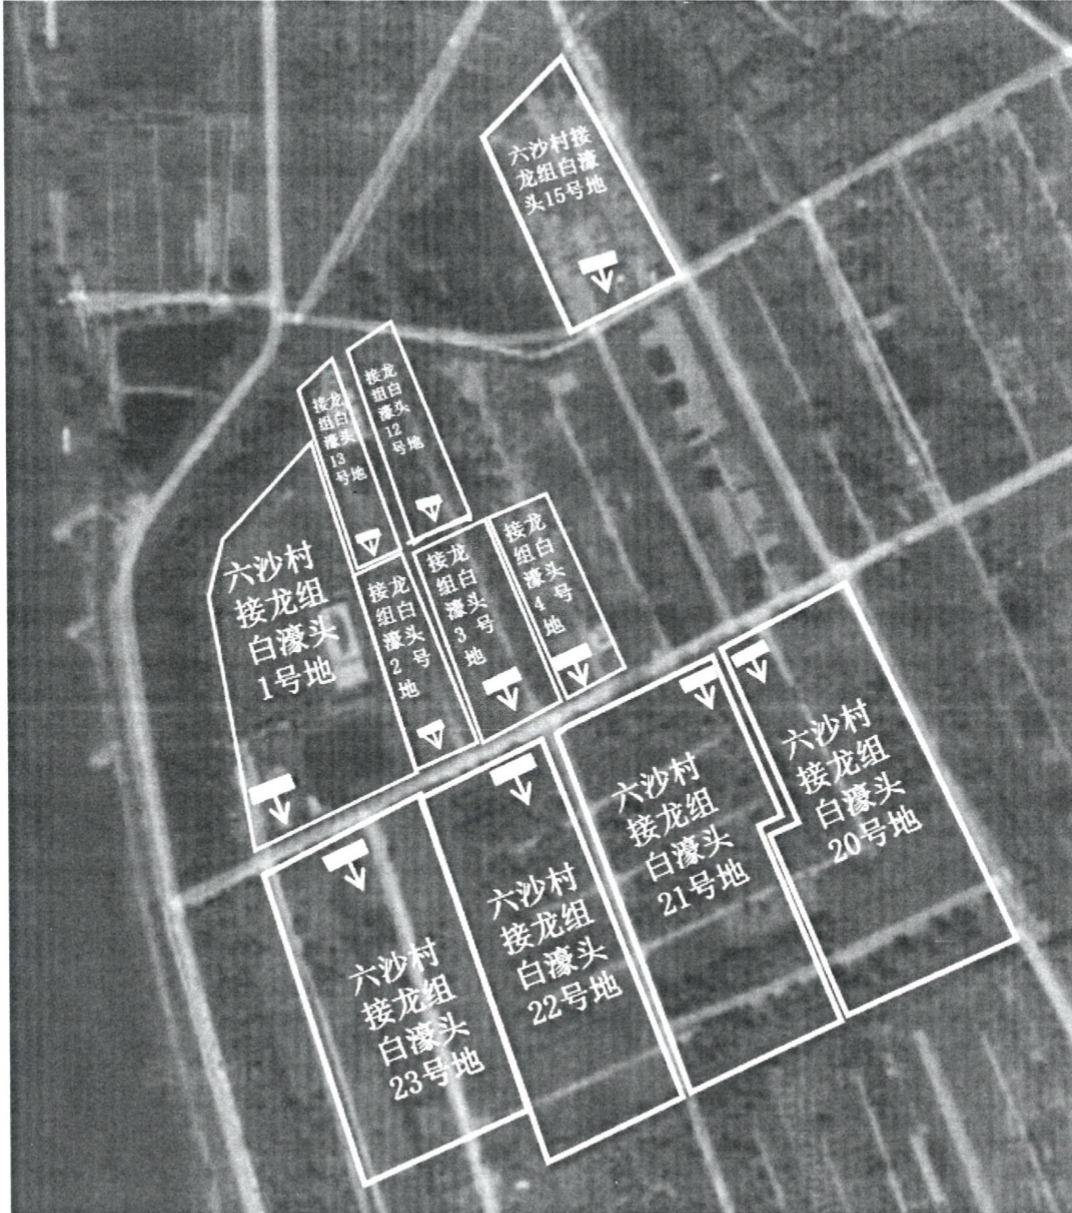 六沙村接
龙组白濠
头15号地
接龙
组白
濠头
12
号地
接龙
组白
濠头
13
号地
接龙
组白
濠头
4号
地
接龙
组白
濠头
3号
地
接龙
组白
濠头
2号
地
六沙村
接龙组
白濠头
1号地
六沙村
接龙组
白濠头
20号地
六沙村
接龙组
白濠头
21号地
六沙村
接龙组
白濠头
22号地
六沙村
接龙组
白濠头
23号地